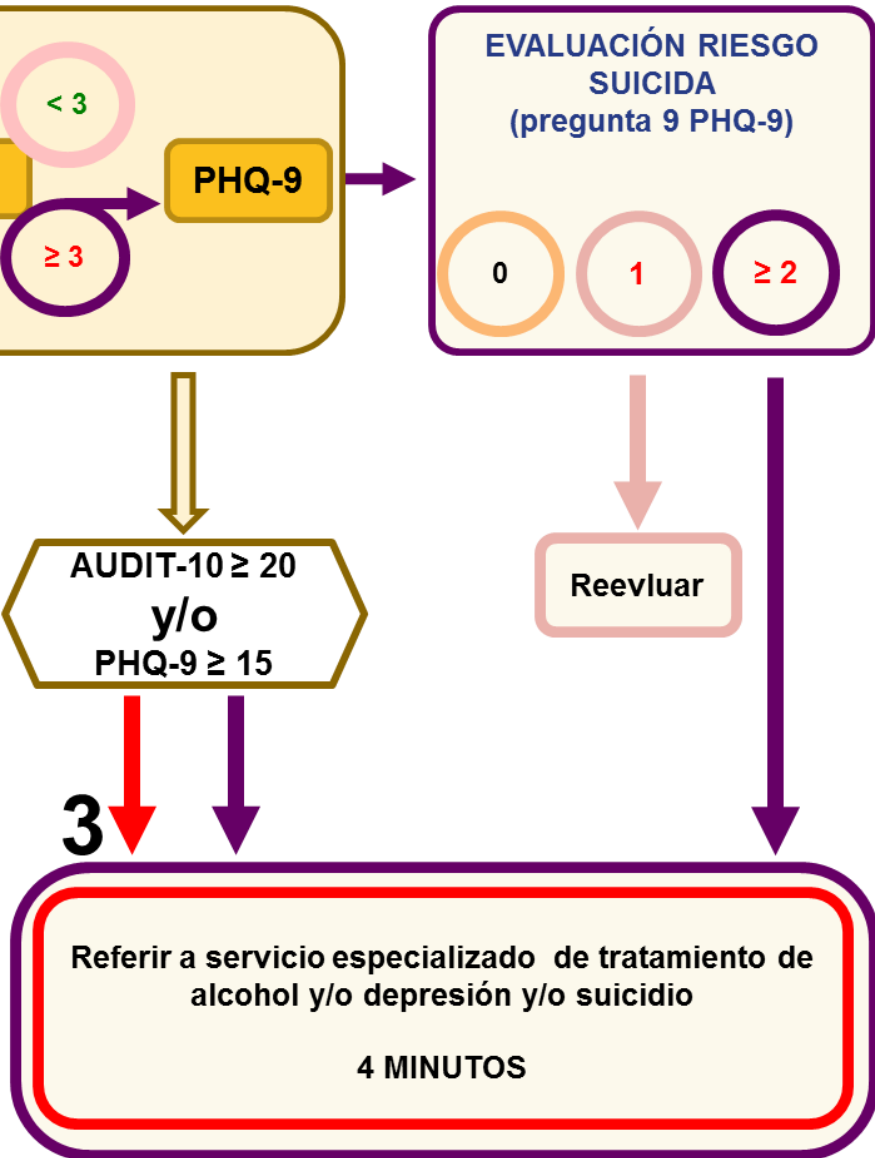 < 3
PHQ-9
≥ 3
EVALUACIÓN RIESGO
SUICIDA
(pregunta 9 PHQ-9)
0
1
≥ 2
AUDIT-10 ≥ 20
y/o
PHQ-9 ≥ 15
Reevluar
3
Referir a servicio especializado de tratamiento de
alcohol y/o depresión y/o suicidio
4 MINUTOS